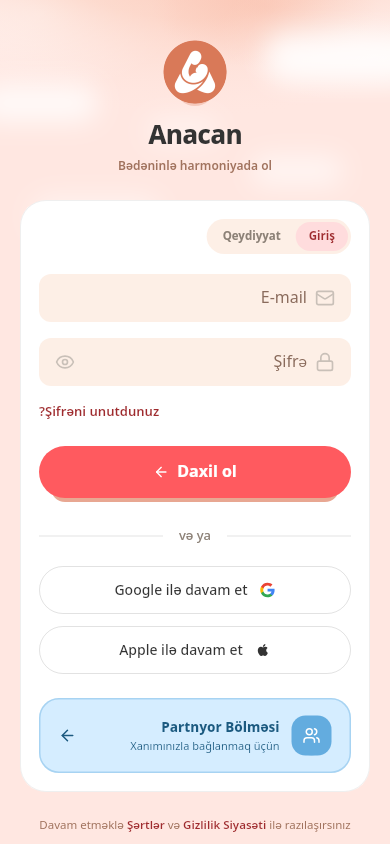 Anacan
Bədəninlə harmoniyada ol
Giriş
Qeydiyyat
E-mail
Şifrə
?Şifrəni unutdunuz
Daxil ol
və ya
Google ilə davam et
Apple ilə davam et
Partnyor Bölməsi
Xanımınızla bağlanmaq üçün
Davam etməklə Şərtlər və Gizlilik Siyasəti ilə razılaşırsınız